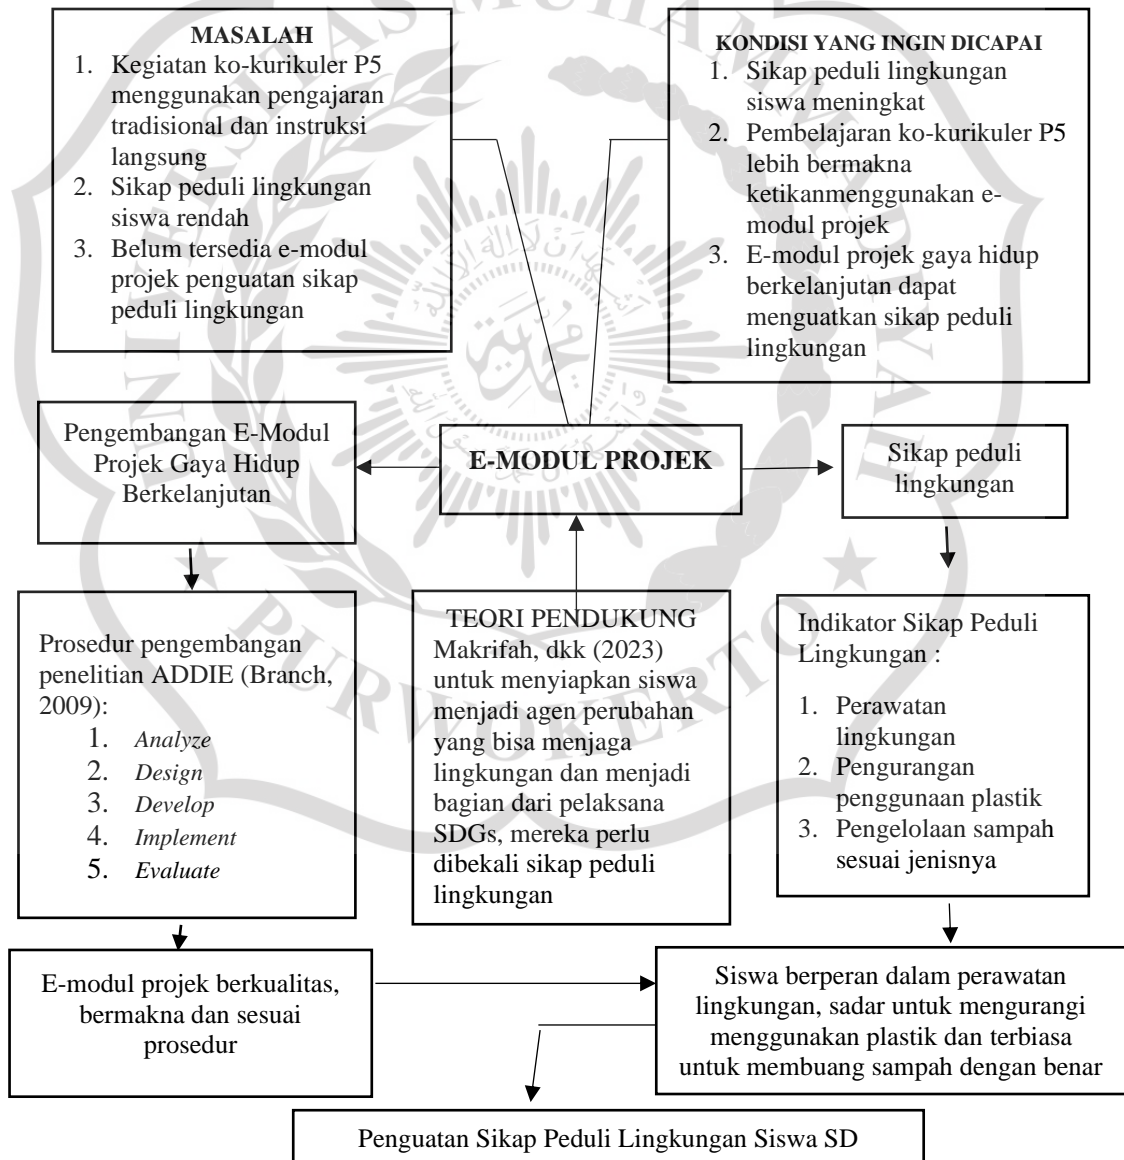 MASALAH
1. Kegiatan ko-kurikuler P5
menggunakan pengajaran
tradisional dan instruksi
langsung
2. Sikap peduli lingkungan
siswa rendah
3. Belum tersedia e-modul
projek penguatan sikap
peduli lingkungan
KONDISI YANG INGIN DICAPAI
1. Sikap peduli lingkungan
siswa meningkat
2. Pembelajaran ko-kurikuler P5
lebih bermakna
ketikanmenggunakan e-
modul projek
3. E-modul projek gaya hidup
berkelanjutan dapat
menguatkan sikap peduli
lingkungan
Pengembangan E-Modul
Projek Gaya Hidup
Berkelanjutan
E-MODUL PROJEK
Sikap peduli
lingkungan
Prosedur pengembangan
penelitian ADDIE (Branch,
2009):
1. Analyze
2. Design
3. Develop
4. Implement
5. Evaluate
TEORI PENDUKUNG
Makrifah, dkk (2023)
untuk menyiapkan siswa
menjadi agen perubahan
yang bisa menjaga
lingkungan dan menjadi
bagian dari pelaksana
SDGs, mereka perlu
dibekali sikap peduli
lingkungan
Indikator Sikap Peduli
Lingkungan :
1. Perawatan
lingkungan
2. Pengurangan
penggunaan plastik
3. Pengelolaan sampah
sesuai jenisnya
E-modul projek berkualitas,
bermakna dan sesuai
prosedur
Siswa berperan dalam perawatan
lingkungan, sadar untuk mengurangi
menggunakan plastik dan terbiasa
untuk membuang sampah dengan benar
Penguatan Sikap Peduli Lingkungan Siswa SD
PURWOKERTO